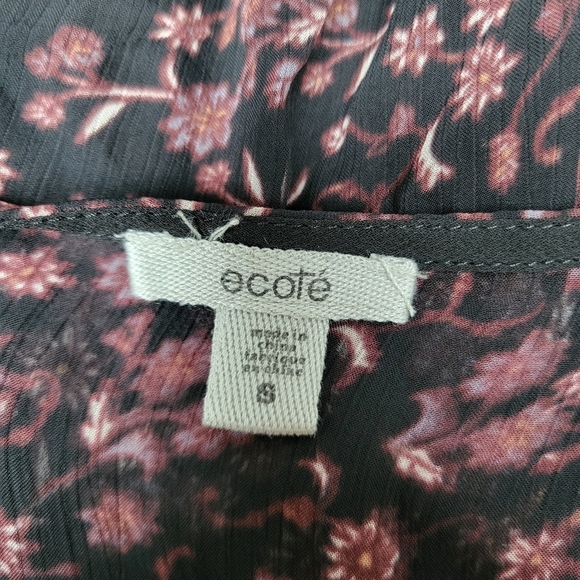 ecoté
made in
china
fabriqué
en chine
S